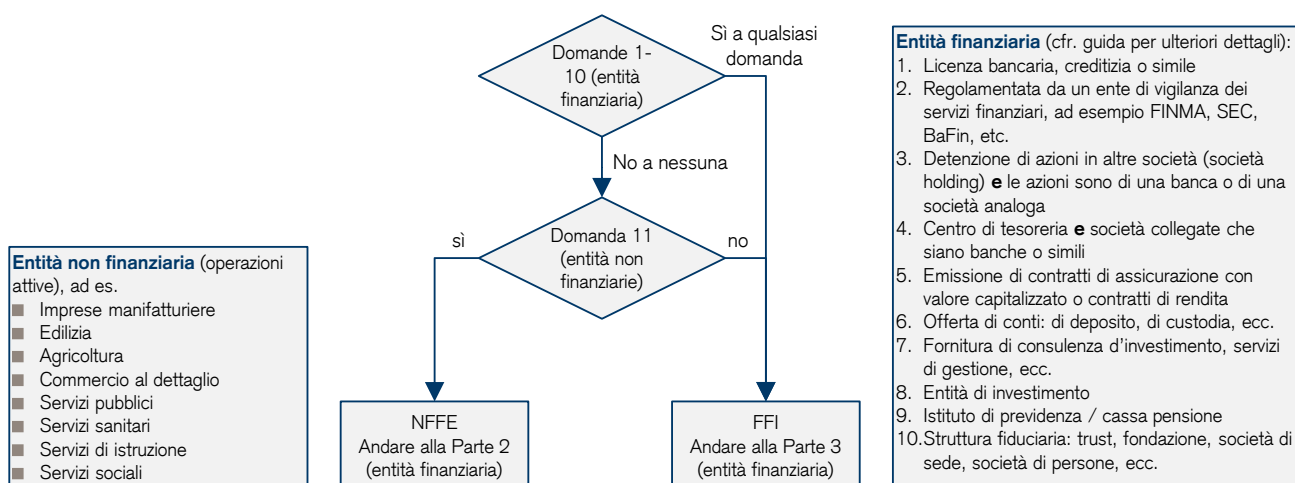 Domande 1-
10 (entità
finanziaria)
Sì a qualsiasi
domanda
No a nessuna
Domanda 11
(entità non
finanziarie)
sì
no
NFFE
Andare alla Parte 2
(entità finanziaria)
FFI
Andare alla Parte 3
(entità finanziaria)
Entità non finanziaria (operazioni
attive), ad es.
Imprese manifatturiere
Edilizia
Agricoltura
Commercio al dettaglio
Servizi pubblici
Servizi sanitari
Servizi di istruzione
Servizi sociali
Entità finanziaria (cfr. guida per ulteriori dettagli):
1. Licenza bancaria, creditizia o simile
2. Regolamentata da un ente di vigilanza dei
servizi finanziari, ad esempio FINMA, SEC,
BaFin, etc.
3. Detenzione di azioni in altre società (società
holding) e le azioni sono di una banca o di una
società analoga
4. Centro di tesoreria e società collegate che
siano banche o simili
5. Emissione di contratti di assicurazione con
valore capitalizzato o contratti di rendita
6. Offerta di conti: di deposito, di custodia, ecc.
7. Fornitura di consulenza d'investimento, servizi
di gestione, ecc.
8. Entità di investimento
9. Istituto di previdenza / cassa pensione
10.Struttura fiduciaria: trust, fondazione, società di
sede, società di persone, ecc.